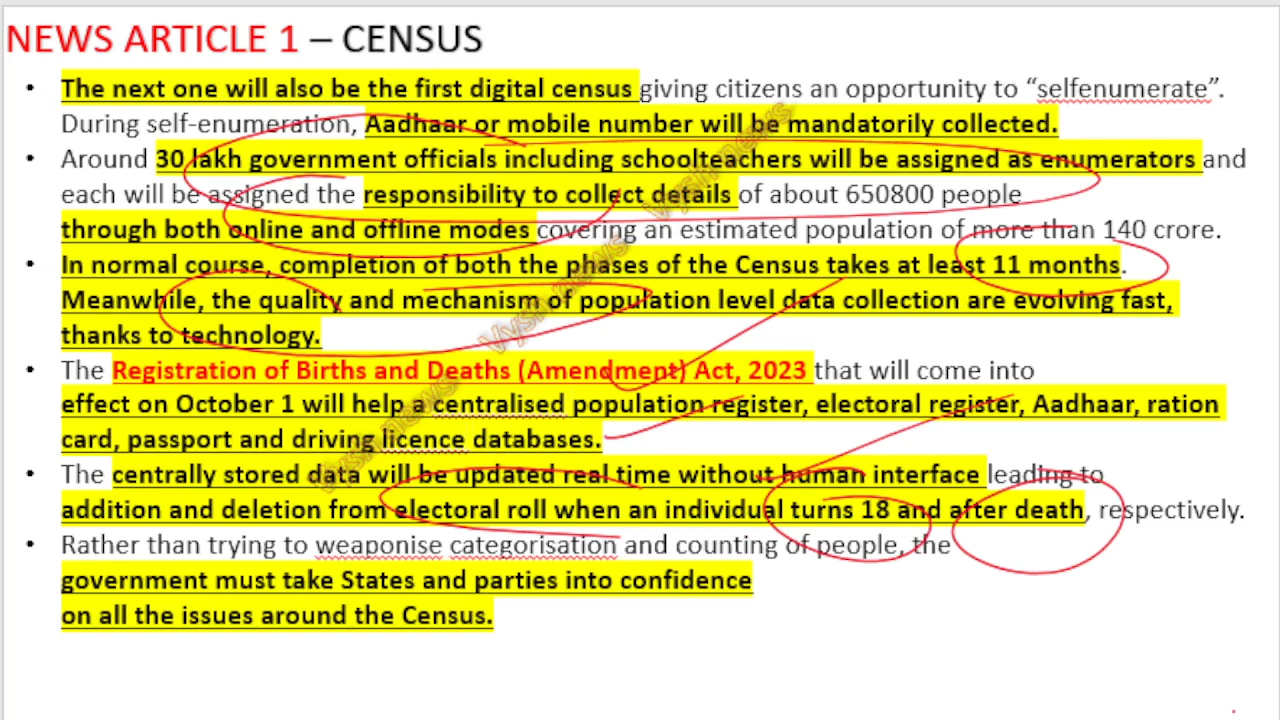 NEWS ARTICLE 1 – CENSUS
• The next one will also be the first digital census giving citizens an opportunity to “selfenumerate”.
During self-enumeration, Aadhaar or mobile number will be mandatorily collected.
• Around 30 lakh government officials including schoolteachers will be assigned as enumerators and
each will be assigned the responsibility to collect details of about 650800 people
through both online and offline modes covering an estimated population of more than 140 crore.
• In normal course, completion of both the phases of the Census takes at least 11 months.
Meanwhile, the quality and mechanism of population level data collection are evolving fast,
thanks to technology.
• The Registration of Births and Deaths (Amendment) Act, 2023 that will come into
effect on October 1 will help a centralised population register, electoral register, Aadhaar, ration
card, passport and driving licence databases.
• The centrally stored data will be updated real time without human interface leading to
addition and deletion from electoral roll when an individual turns 18 and after death, respectively.
• Rather than trying to weaponise categorisation and counting of people, the
government must take States and parties into confidence
on all the issues around the Census.
Vysh news
Vysh news
Vysh news